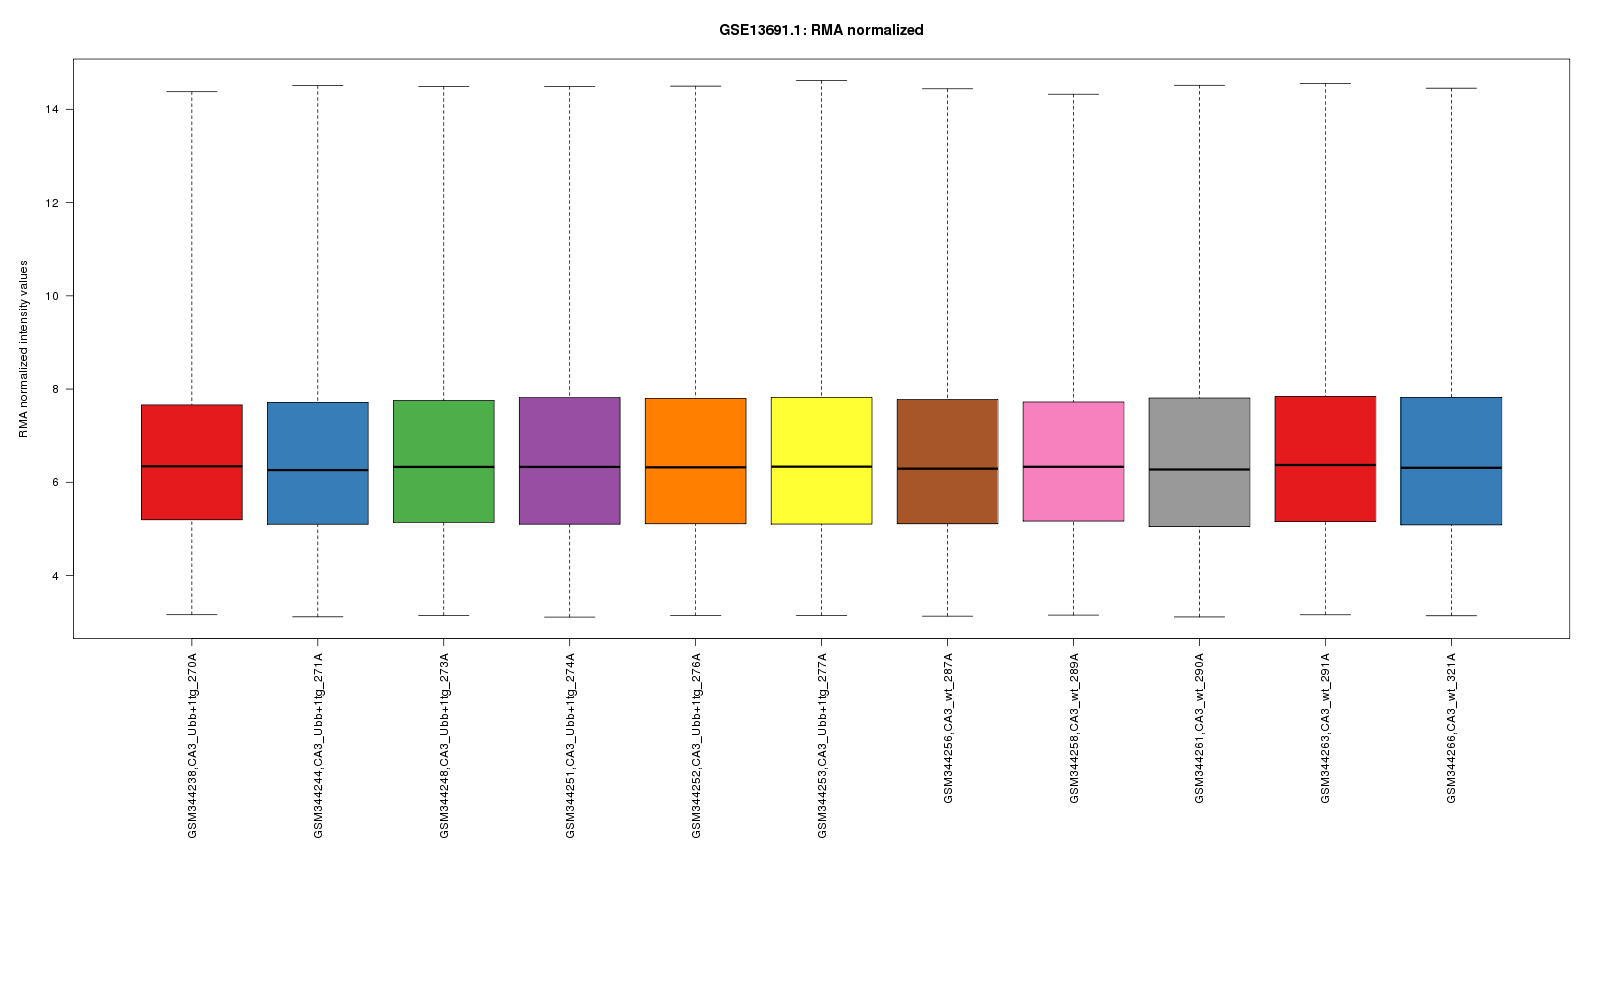 GSE13691.1: RMA normalized
RMA normalized intensity values
14
12
10
8
6
4
GSM344238,CA3_Ubb+1tg_270A
GSM344244,CA3_Ubb+1tg_271A
GSM344248,CA3_Ubb+1tg_273A
GSM344251,CA3_Ubb+1tg_274A
GSM344252,CA3_Ubb+1tg_276A
GSM344253,CA3_Ubb+1tg_277A
GSM344256,CA3_wt_287A
GSM344258,CA3_wt_289A
GSM344261,CA3_wt_290A
GSM344263,CA3_wt_291A
GSM344266,CA3_wt_321A